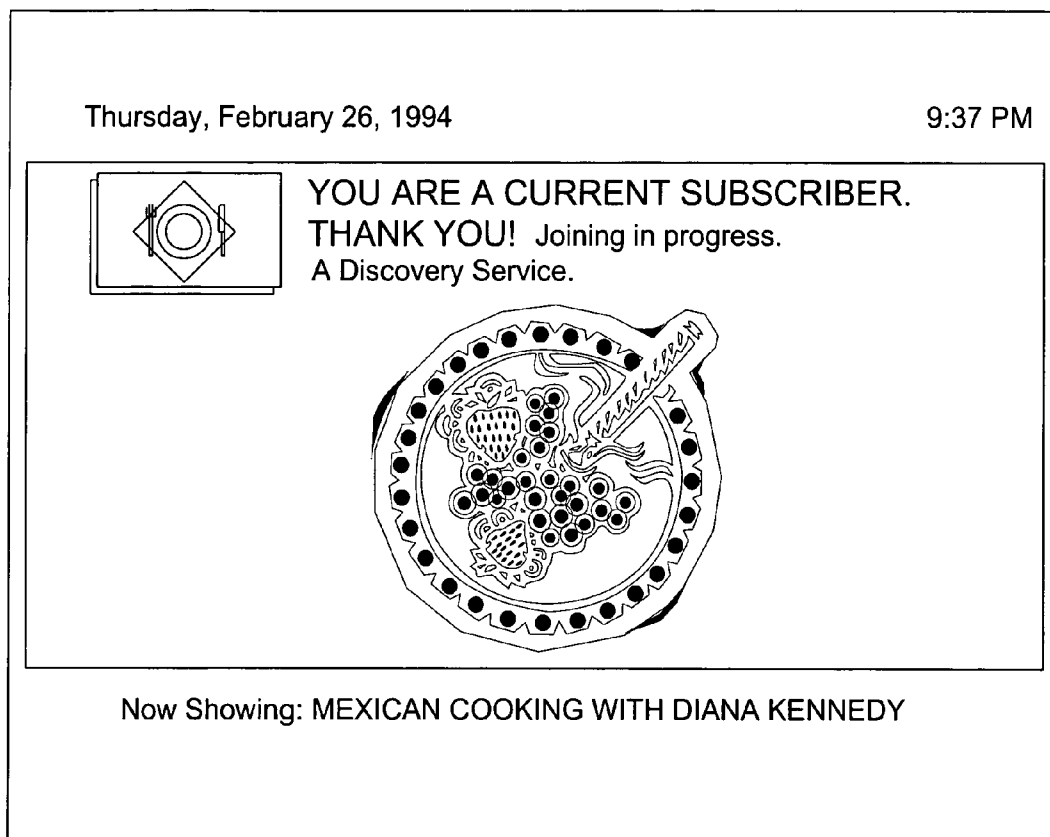 Thursday, February 26, 1994 9:37 PM
YOU ARE A CURRENT SUBSCRIBER.
THANK YOU! Joining in progress.
A Discovery Service.
Now Showing: MEXICAN COOKING WITH DIANA KENNEDY